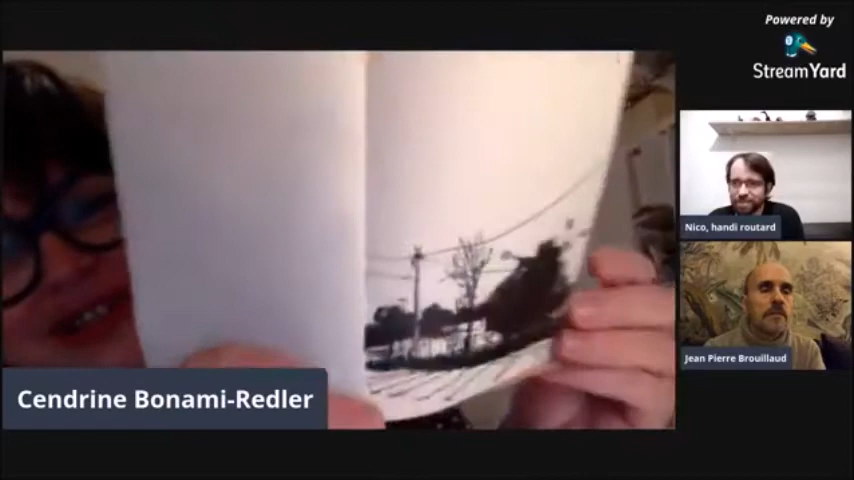 Powered by
StreamYard
Nico, handi routard
Jean Pierre Brouillaud
Cendrine Bonami-Redler